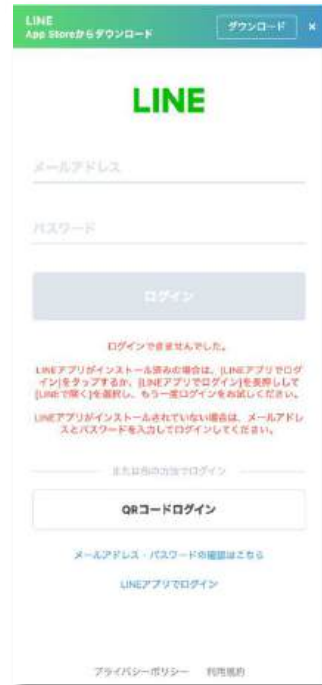 LINE
App Storeからダウンロード
ダウンロード
×
LINE
メールアドレス
パスワード
ログイン
ログインできませんでした。
LINEアプリがインストール済みの場合は、[LINEアプリでログ
イン]をタップするか、[LINEアプリでログイン]を長押しして
[LINEで開く]を選択し、もう一度ログインをお試しください。
LINEアプリがインストールされていない場合は、メールアドレ
スとパスワードを入力してログインしてください。
または他の方法でログイン
QRコードログイン
メールアドレス・パスワードの確認はこちら
LINEアプリでログイン
プライバシーポリシー 利用規約